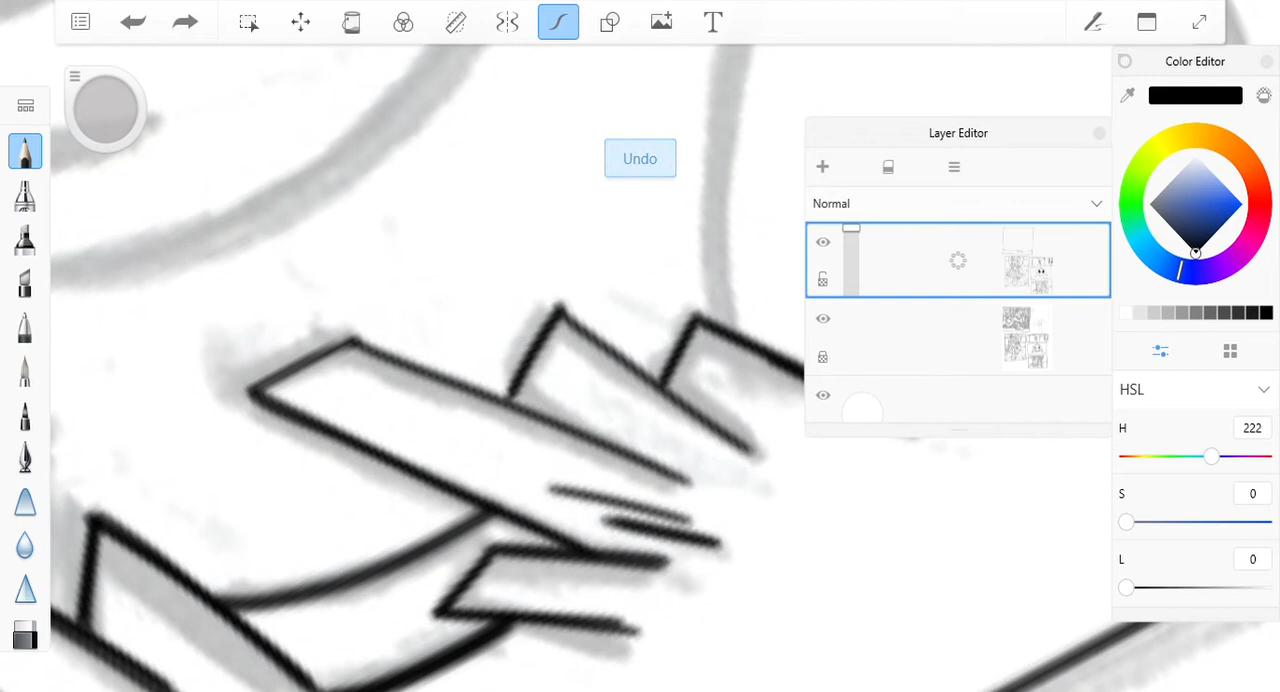 T
Color Editor
Undo
Layer Editor
Normal
HSL
H 222
S 0
L 0